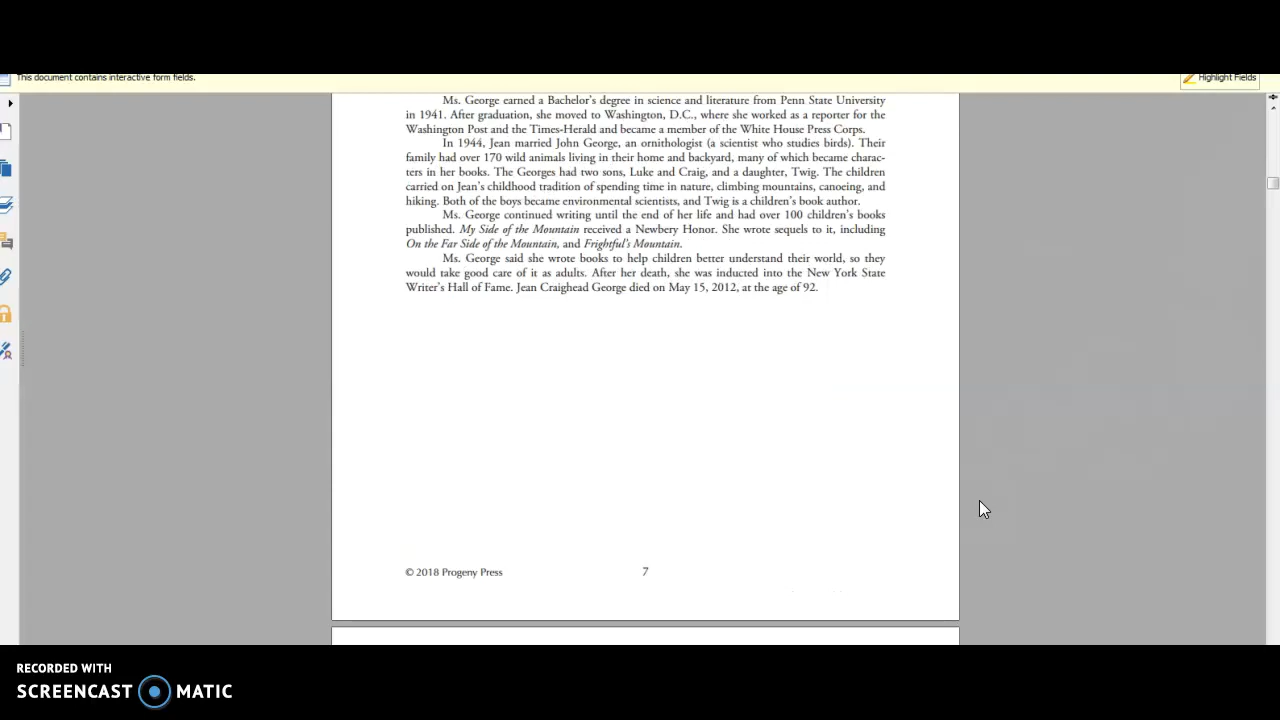 This document contains interactive form fields.
Highlight Fields
Ms. George earned a Bachelor's degree in science and literature from Penn State University
in 1941. After graduation, she moved to Washington, D.C., where she worked as a reporter for the
Washington Post and the Times-Herald and became a member of the White House Press Corps.
In 1944, Jean married John George, an ornithologist (a scientist who studies birds). Their
family had over 170 wild animals living in their home and backyard, many of which became charac-
ters in her books. The Georges had two sons, Luke and Craig, and a daughter, Twig. The children
carried on Jean's childhood tradition of spending time in nature, climbing mountains, canoeing, and
hiking. Both of the boys became environmental scientists, and Twig is a children's book author.
Ms. George continued writing until the end of her life and had over 100 children's books
published. My Side of the Mountain received a Newbery Honor. She wrote sequels to it, including
On the Far Side of the Mountain, and Frightful's Mountain.
Ms. George said she wrote books to help children better understand their world, so they
would take good care of it as adults. After her death, she was inducted into the New York State
Writer's Hall of Fame. Jean Craighead George died on May 15, 2012, at the age of 92.
© 2018 Progeny Press
7
RECORDED WITH
SCREENCAST MATIC